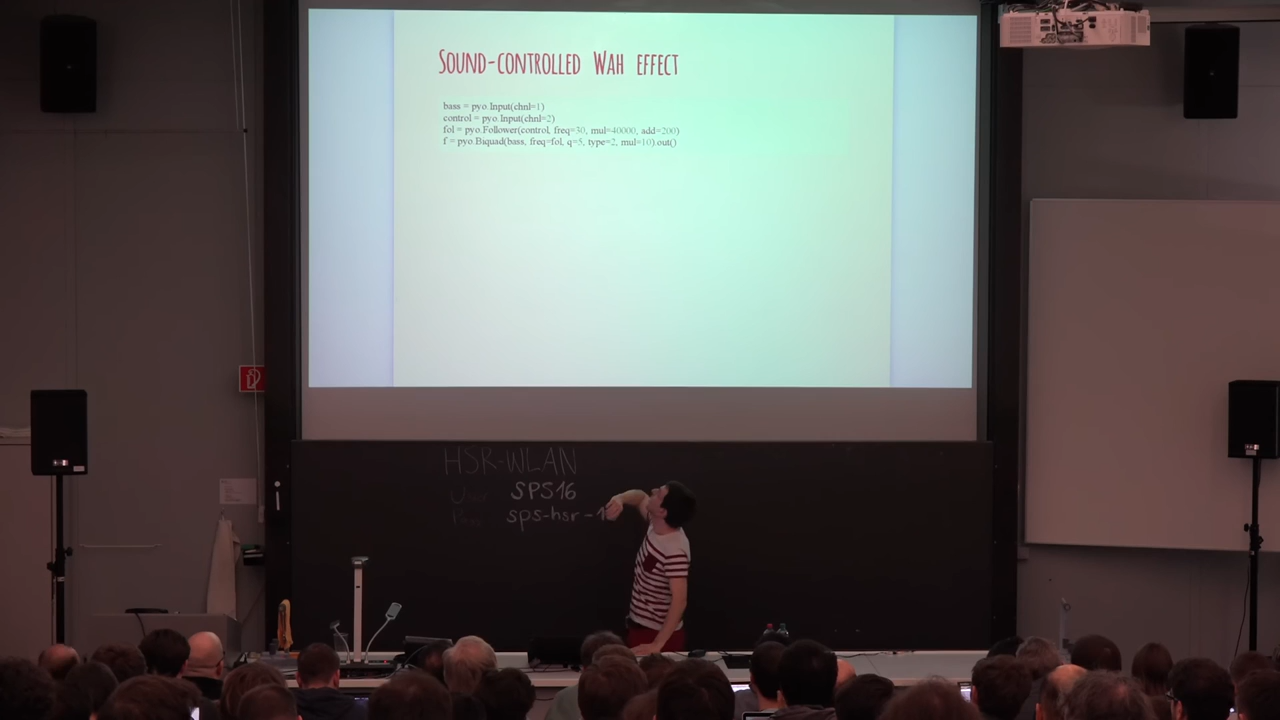 SOUND-CONTROLLED WAH EFFECT
bass = pyo.Input(chnl=1)
control = pyo.Input(chnl=2)
fol = pyo.Follower(control, freq=30, mul=40000, add=200)
f = pyo.Biquad(bass, freq=fol, q=5, type=2, mul=10).out()
HSR-WLAN
User SPS16
sps-hsr-